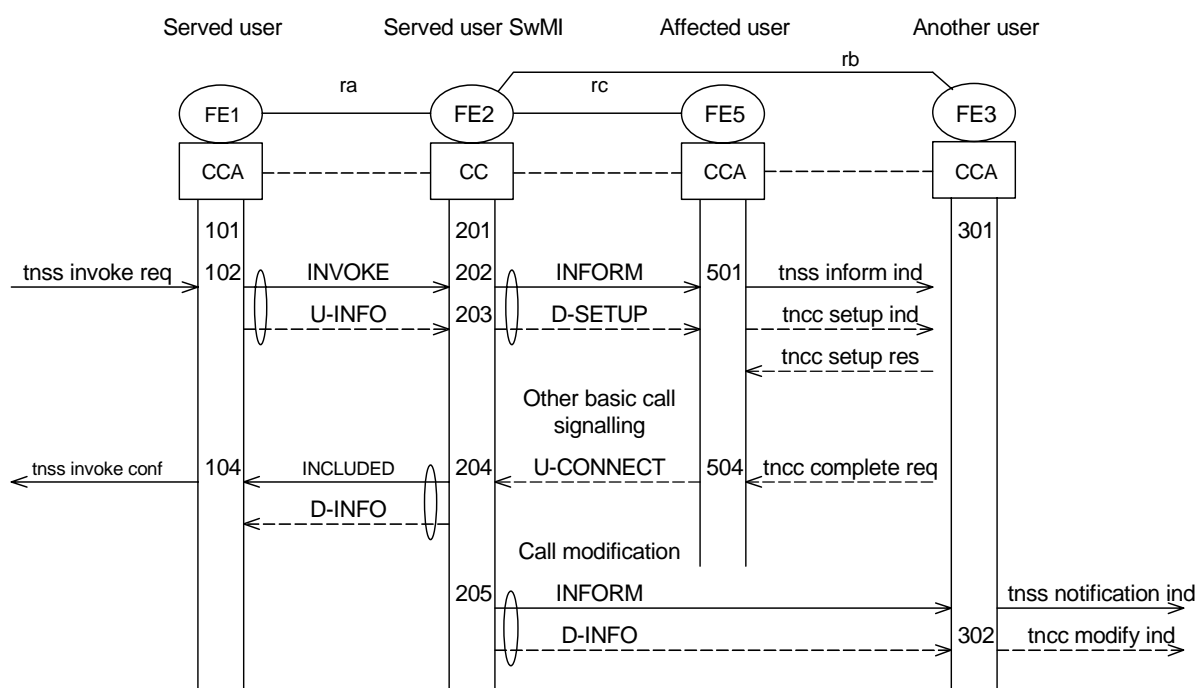 Served user Served user SwMI Affected user Another user
rb
ra rc
FE1 FE2 FE5 FE3
CCA CC CCA CCA
101 201 301
tnss invoke req 102 INVOKE 202 INFORM 501 tnss inform ind
U-INFO 203 D-SETUP tncc setup ind
tncc setup res
Other basic call
signalling
tnss invoke conf 104 INCLUDED 204 U-CONNECT 504 tncc complete req
D-INFO
Call modification
205 INFORM tnss notification ind
D-INFO 302 tncc modify ind